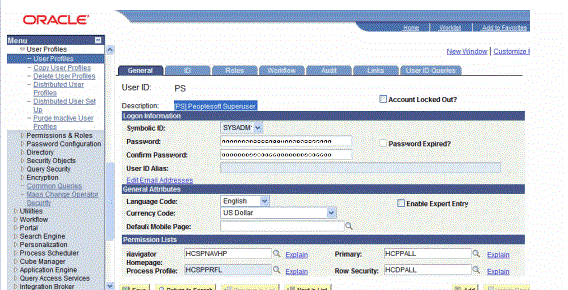 ORACLE
Home Worklist Add to Favorites
Menu
New Window Customize
User Profiles
User Profiles
Copy User Profiles
Delete User Profiles
Distributed User
Profiles
Distributed User Set
Up
Purge Inactive User
Profiles
Permissions & Roles
Password Configuration
Directory
Security Objects
Query Security
Encryption
Common Queries
Mass Change Operator
Security
Utilities
Workflow
Portal
Search Engine
Personalization
Process Scheduler
Cube Manager
Application Engine
Query Access Services
Integration Broker
General ID Roles Workflow Audit Links User ID Queries
User ID: PS
Description: [PS] Peoplesoft Superuser Account Locked Out?
Logon Information
Symbolic ID: SYSADM
Password: Password Expired?
Confirm Password:
User ID Alias:
Edit Email Addresses
General Attributes
Language Code: English Enable Expert Entry
Currency Code: US Dollar
Default Mobile Page:
Permission Lists
Navigator HCSPNAVHP Explain Primary: HCPPALL Explain
Homepage:
Process Profile: HCSPPRFL Explain Row Security: HCDPALL Explain
Save Return to Search Add